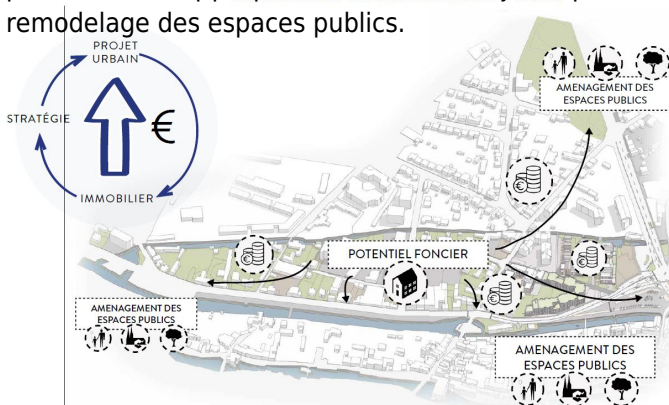 remodelage des espaces publics.
PROJET
URBAIN
STRATÉGIE
€
IMMOBILIER
AMENAGEMENT DES
ESPACES PUBLICS
POTENTIEL FONCIER
AMENAGEMENT DES
ESPACES PUBLICS
AMENAGEMENT DES
ESPACES PUBLICS